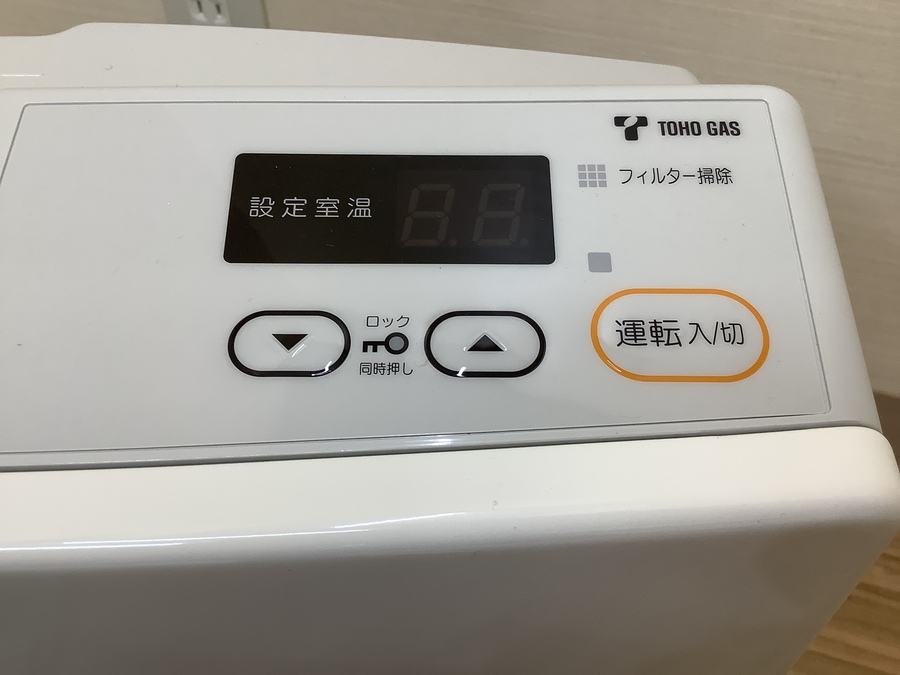 TOHO GAS
フィルター掃除
設定室温
ロック
同時押し
運転 入/切